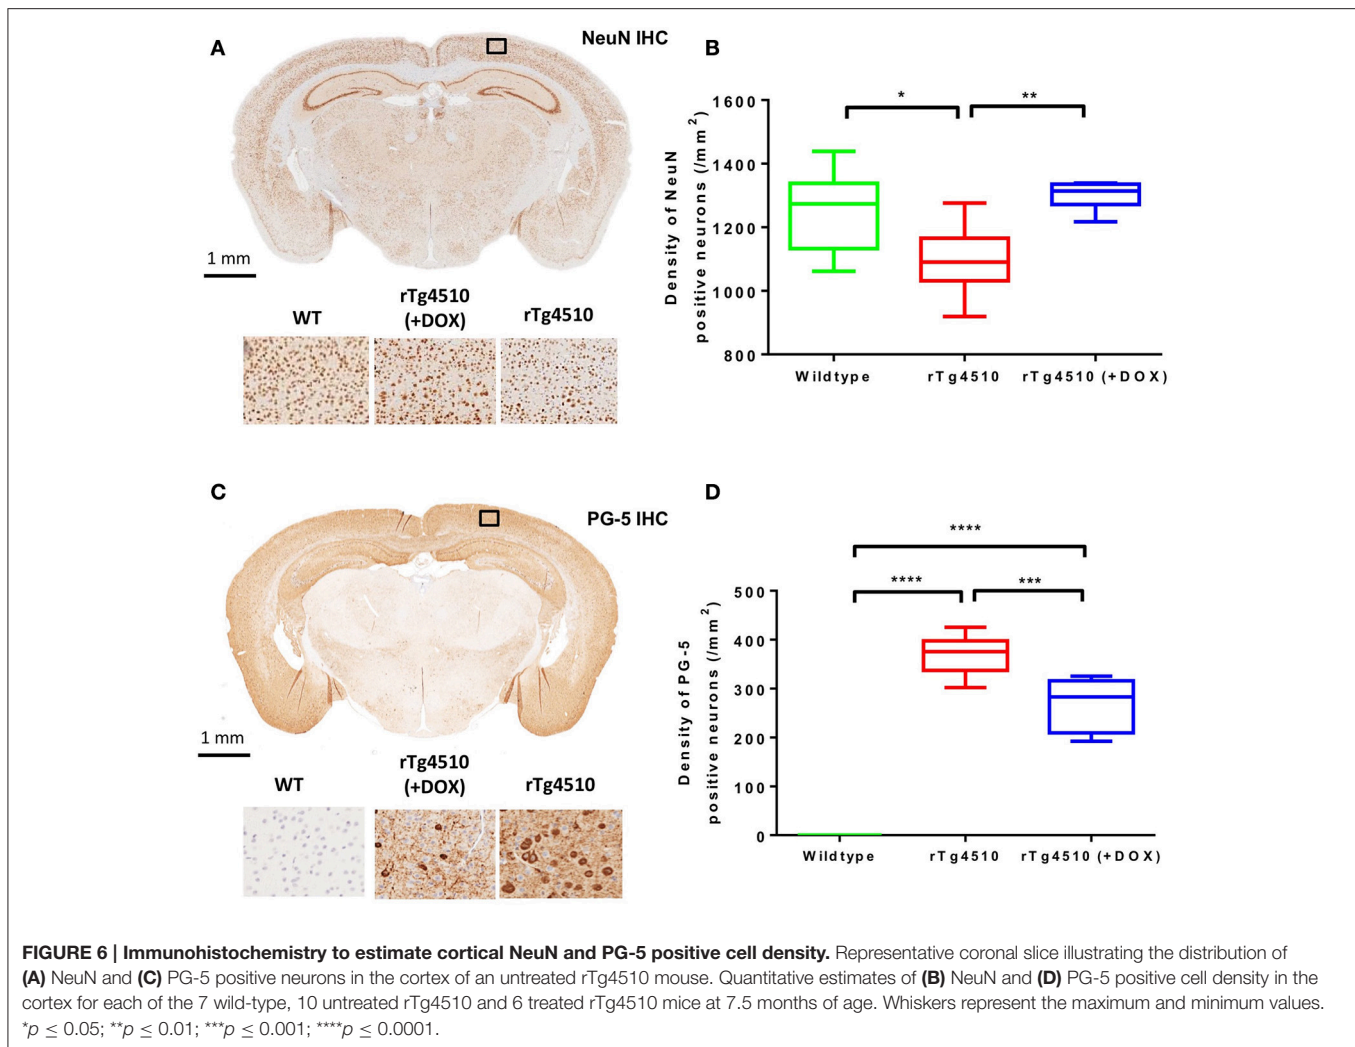 A
NeuN IHC
1 mm
WT
rTg4510
(+DOX)
rTg4510
B
Density of NeuN
positive neurons (/mm²)
1600
1400
1200
1000
800
*
**
Wildtype
rTg4510
rTg4510 (+DOX)
C
PG-5 IHC
1 mm
WT
rTg4510
(+DOX)
rTg4510
D
Density of PG-5
positive neurons (/mm²)
500
400
300
200
100
0
****
****
***
Wildtype
rTg4510
rTg4510 (+DOX)
FIGURE 6 | Immunohistochemistry to estimate cortical NeuN and PG-5 positive cell density. Representative coronal slice illustrating the distribution of
(A) NeuN and (C) PG-5 positive neurons in the cortex of an untreated rTg4510 mouse. Quantitative estimates of (B) NeuN and (D) PG-5 positive cell density in the
cortex for each of the 7 wild-type, 10 untreated rTg4510 and 6 treated rTg4510 mice at 7.5 months of age. Whiskers represent the maximum and minimum values.
*p ≤ 0.05; **p ≤ 0.01; ***p ≤ 0.001; ****p ≤ 0.0001.